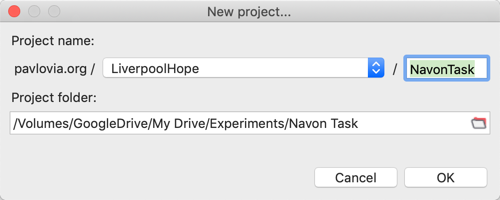 New project...
Project name:
pavlovia.org / LiverpoolHope / NavonTask
Project folder:
/Volumes/GoogleDrive/My Drive/Experiments/Navon Task
Cancel OK